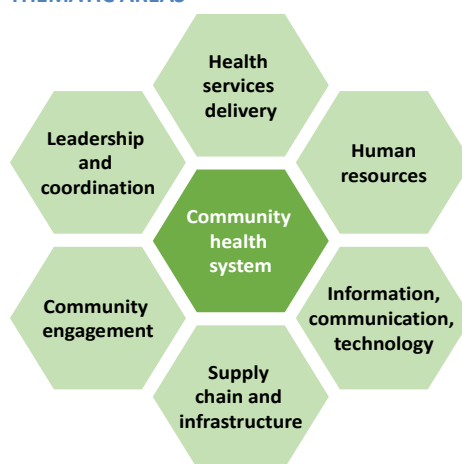 THEMATIC AREAS
Health
services
delivery
Leadership
and
coordination
Human
resources
Community
health
system
Community
engagement
Information,
communication,
technology
Supply
chain and
infrastructure